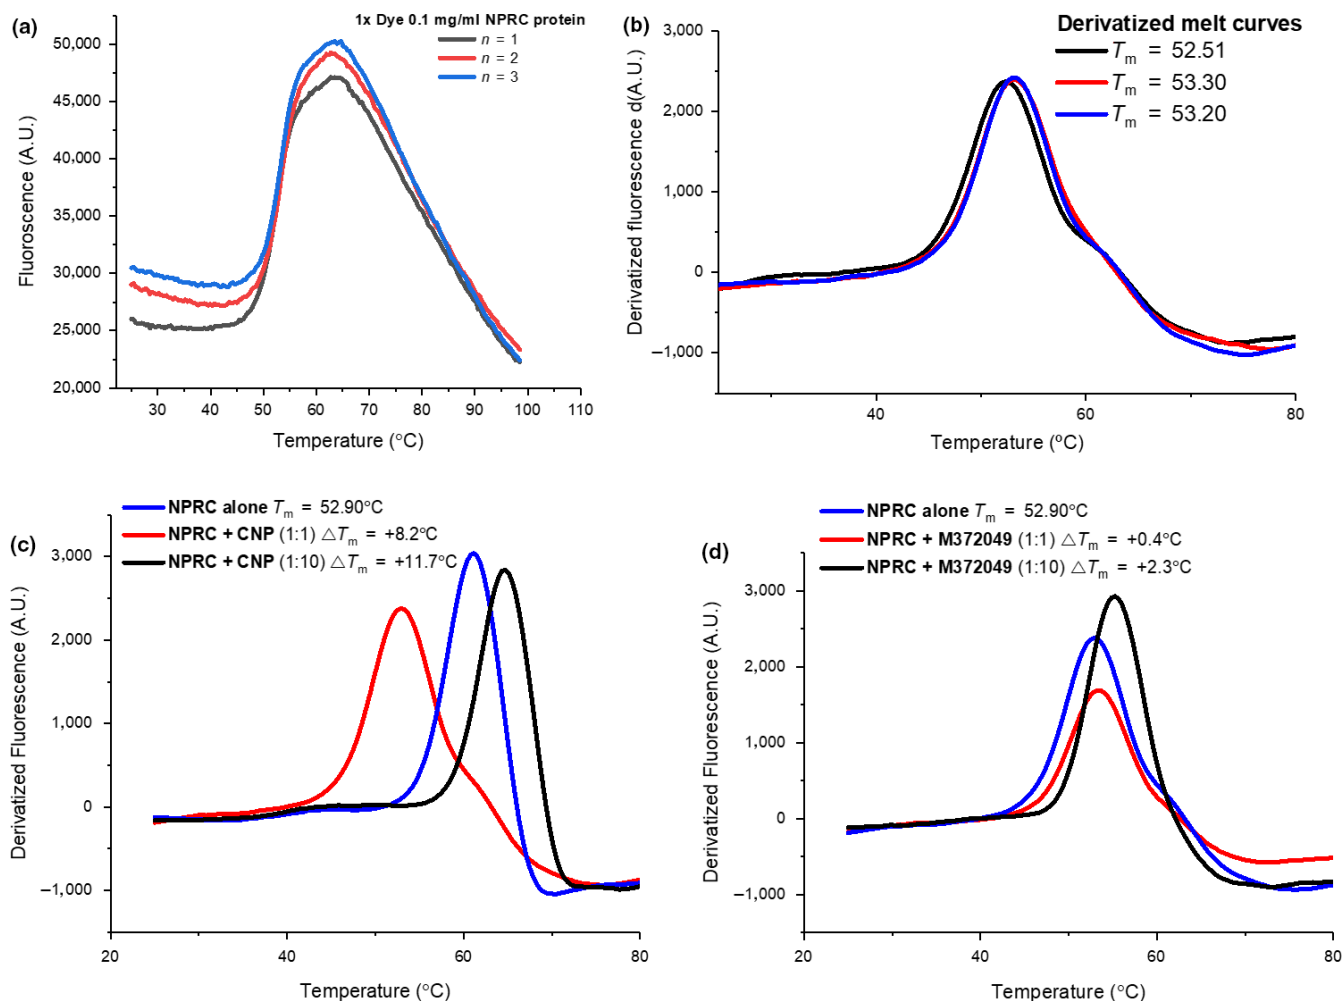 (a)
1x Dye 0.1 mg/ml NPRC protein
n = 1
n = 2
n = 3
50,000
45,000
40,000
35,000
30,000
25,000
20,000
Fluoroscence (A.U.)
30 40 50 60 70 80 90 100 110
Temperature (°C)
(b)
Derivatized melt curves
Tm = 52.51
Tm = 53.30
Tm = 53.20
3,000
2,000
1,000
0
−1,000
Derivatized fluorescence d(A.U.)
40 60 80
Temperature (°C)
(c)
NPRC alone Tm = 52.90°C
NPRC + CNP (1:1) △Tm = +8.2°C
NPRC + CNP (1:10) △Tm = +11.7°C
3,000
2,000
1,000
0
−1,000
Derivatized Fluorescence (A.U.)
20 40 60 80
Temperature (°C)
(d)
NPRC alone Tm = 52.90°C
NPRC + M372049 (1:1) △Tm = +0.4°C
NPRC + M372049 (1:10) △Tm = +2.3°C
3,000
2,000
1,000
0
−1,000
Derivatized Fluorescence (A.U.)
20 40 60 80
Temperature (°C)